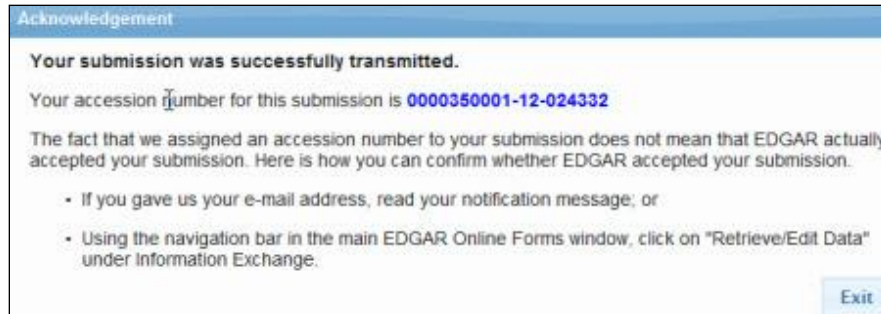 Acknowledgement
Your submission was successfully transmitted.
Your accession number for this submission is 0000350001-12-024332
The fact that we assigned an accession number to your submission does not mean that EDGAR actually
accepted your submission. Here is how you can confirm whether EDGAR accepted your submission.
• If you gave us your e-mail address, read your notification message; or
• Using the navigation bar in the main EDGAR Online Forms window, click on "Retrieve/Edit Data"
under Information Exchange.
Exit